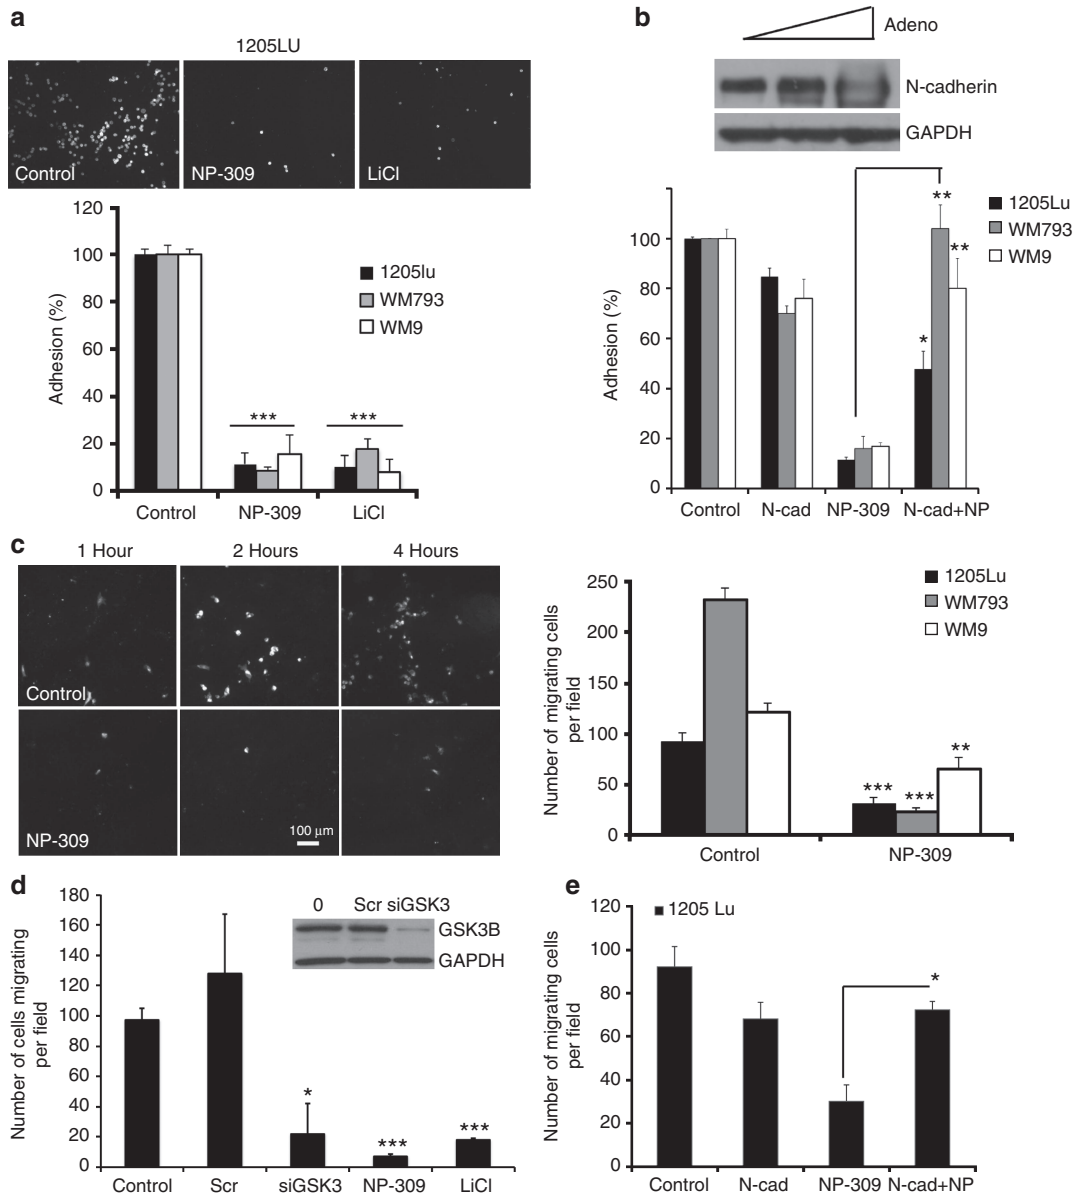 a
1205LU
Control
NP-309
LiCl
Adhesion (%)
120
100
80
60
40
20
0
***
***
1205lu
WM793
WM9
Control
NP-309
LiCl
b
Adeno
N-cadherin
GAPDH
Adhesion (%)
100
80
60
40
20
0
*
**
**
1205Lu
WM793
WM9
Control
N-cad
NP-309
N-cad+NP
c
1 Hour
2 Hours
4 Hours
Control
NP-309
100 μm
Number of migrating cells
per field
250
200
150
100
50
0
***
***
**
1205Lu
WM793
WM9
Control
NP-309
d
Number of cells migrating
per field
180
160
140
120
100
80
60
40
20
0
0 Scr siGSK3
GSK3B
GAPDH
*
***
***
Control
Scr
siGSK3
NP-309
LiCl
e
Number of migrating cells
per field
120
100
80
60
40
20
0
1205 Lu
*
Control
N-cad
NP-309
N-cad+NP